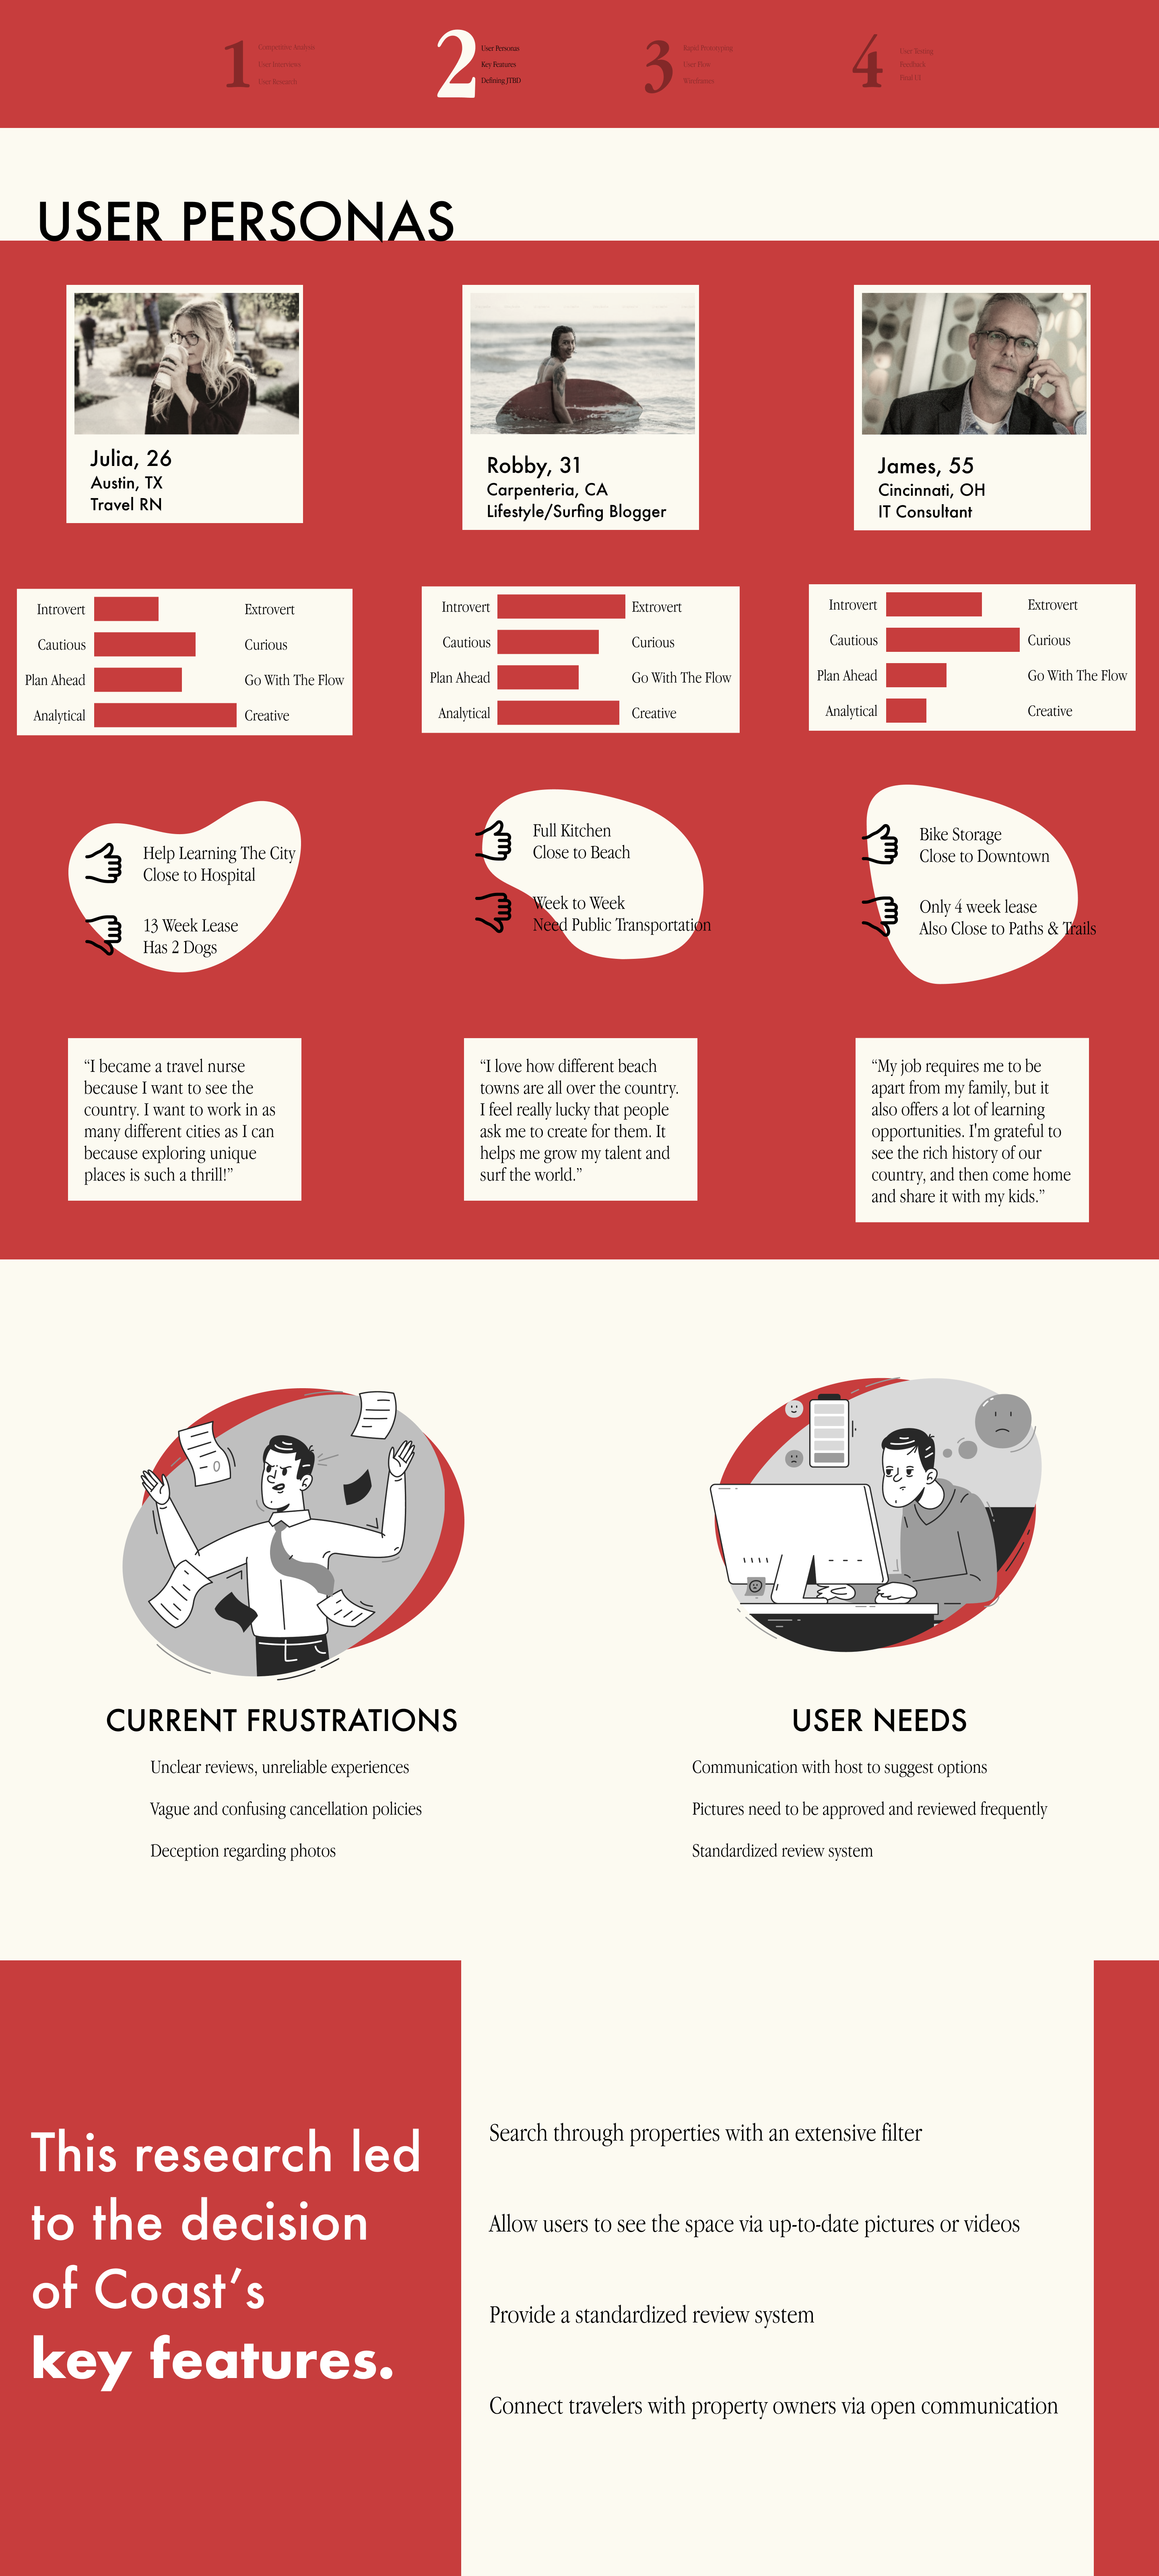 1
Competitive Analysis
User Interviews
User Research
2
User Personas
Key Features
Defining JTBD
3
Rapid Prototyping
User Flow
Wireframes
4
User Testing
Feedback
Final UI
USER PERSONAS
Julia, 26
Austin, TX
Travel RN
Robby, 31
Carpenteria, CA
Lifestyle/Surfing Blogger
James, 55
Cincinnati, OH
IT Consultant
Introvert Extrovert
Cautious Curious
Plan Ahead Go With The Flow
Analytical Creative
Introvert Extrovert
Cautious Curious
Plan Ahead Go With The Flow
Analytical Creative
Introvert Extrovert
Cautious Curious
Plan Ahead Go With The Flow
Analytical Creative
Help Learning The City
Close to Hospital
13 Week Lease
Has 2 Dogs
Full Kitchen
Close to Beach
Week to Week
Need Public Transportation
Bike Storage
Close to Downtown
Only 4 week lease
Also Close to Paths & Trails
“I became a travel nurse
because I want to see the
country. I want to work in as
many different cities as I can
because exploring unique
places is such a thrill!”
“I love how different beach
towns are all over the country.
I feel really lucky that people
ask me to create for them. It
helps me grow my talent and
surf the world.”
“My job requires me to be
apart from my family, but it
also offers a lot of learning
opportunities. I'm grateful to
see the rich history of our
country, and then come home
and share it with my kids.”
CURRENT FRUSTRATIONS
Unclear reviews, unreliable experiences
Vague and confusing cancellation policies
Deception regarding photos
USER NEEDS
Communication with host to suggest options
Pictures need to be approved and reviewed frequently
Standardized review system
This research led
to the decision
of Coast’s
key features.
Search through properties with an extensive filter
Allow users to see the space via up-to-date pictures or videos
Provide a standardized review system
Connect travelers with property owners via open communication